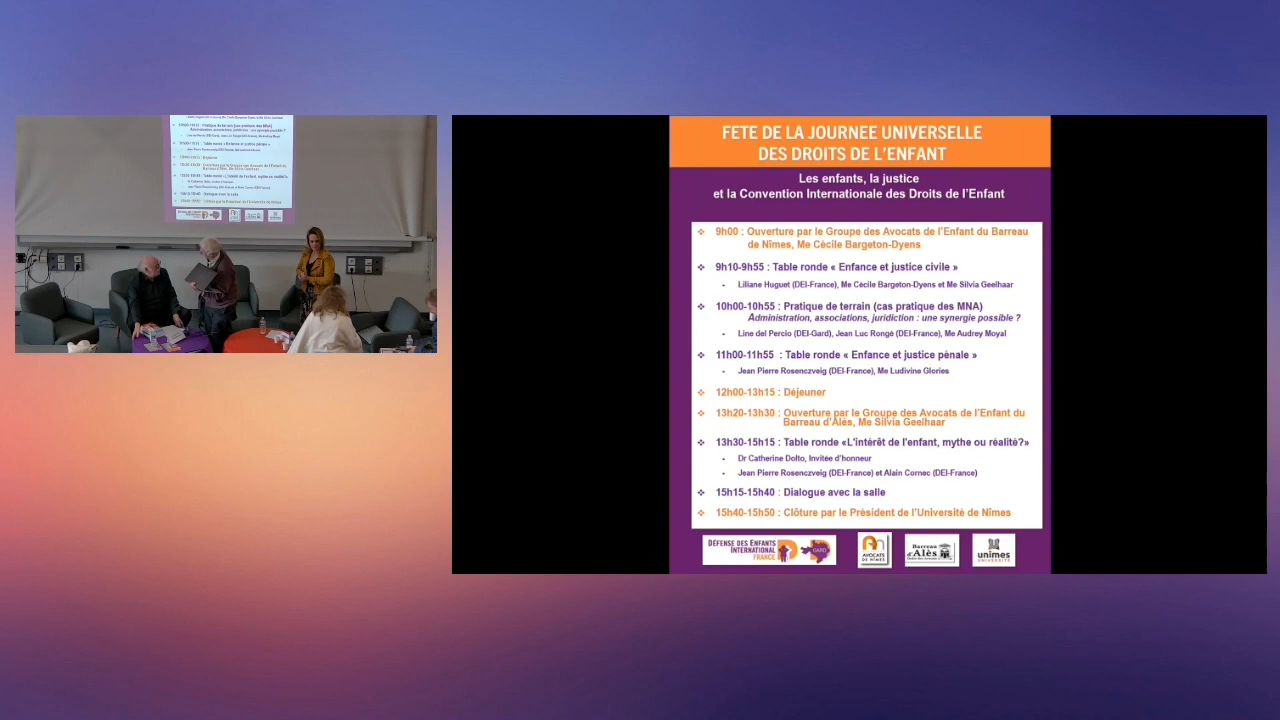 FETE DE LA JOURNEE UNIVERSELLE
DES DROITS DE L'ENFANT
Les enfants, la justice
et la Convention Internationale des Droits de l'Enfant
9h00 : Ouverture par le Groupe des Avocats de l'Enfant du Barreau
de Nîmes, Me Cécile Bargeton-Dyens
9h10-9h55 : Table ronde « Enfance et justice civile »
Liliane Huguet (DEI-France), Me Cécile Bargeton-Dyens et Me Silvia Geelhaar
10h00-10h55 : Pratique de terrain (cas pratique des MNA)
Administration, associations, juridiction : une synergie possible ?
Line del Percio (DEI-Gard), Jean Luc Rongé (DEI-France), Me Audrey Moyal
11h00-11h55 : Table ronde « Enfance et justice pénale »
Jean Pierre Rosenczveig (DEI-France), Me Ludivine Glories
12h00-13h15 : Déjeuner
13h20-13h30 : Ouverture par le Groupe des Avocats de l'Enfant du
Barreau d'Alès, Me Silvia Geelhaar
13h30-15h15 : Table ronde «L'intérêt de l'enfant, mythe ou réalité?»
Dr Catherine Dolto, Invitée d'honneur
Jean Pierre Rosenczveig (DEI-France) et Alain Cornec (DEI-France)
15h15-15h40 : Dialogue avec la salle
15h40-15h50 : Clôture par le Président de l'Université de Nîmes
DÉFENSE DES ENFANTS
INTERNATIONAL
FRANCE
GARD
AVOCATS
DE NÎMES
Barreau
d'Alès
unimes
UNIVERSITÉ